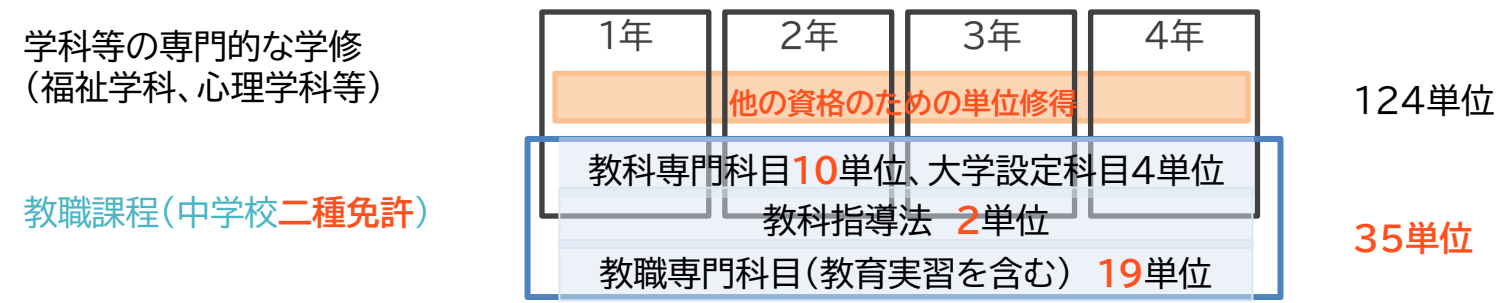 学科等の専門的な学修
（福祉学科、心理学科等）
1年 2年 3年 4年
他の資格のための単位修得
124単位
教職課程（中学校二種免許）
教科専門科目10単位、大学設定科目4単位
教科指導法 2単位
教職専門科目（教育実習を含む） 19単位
35単位